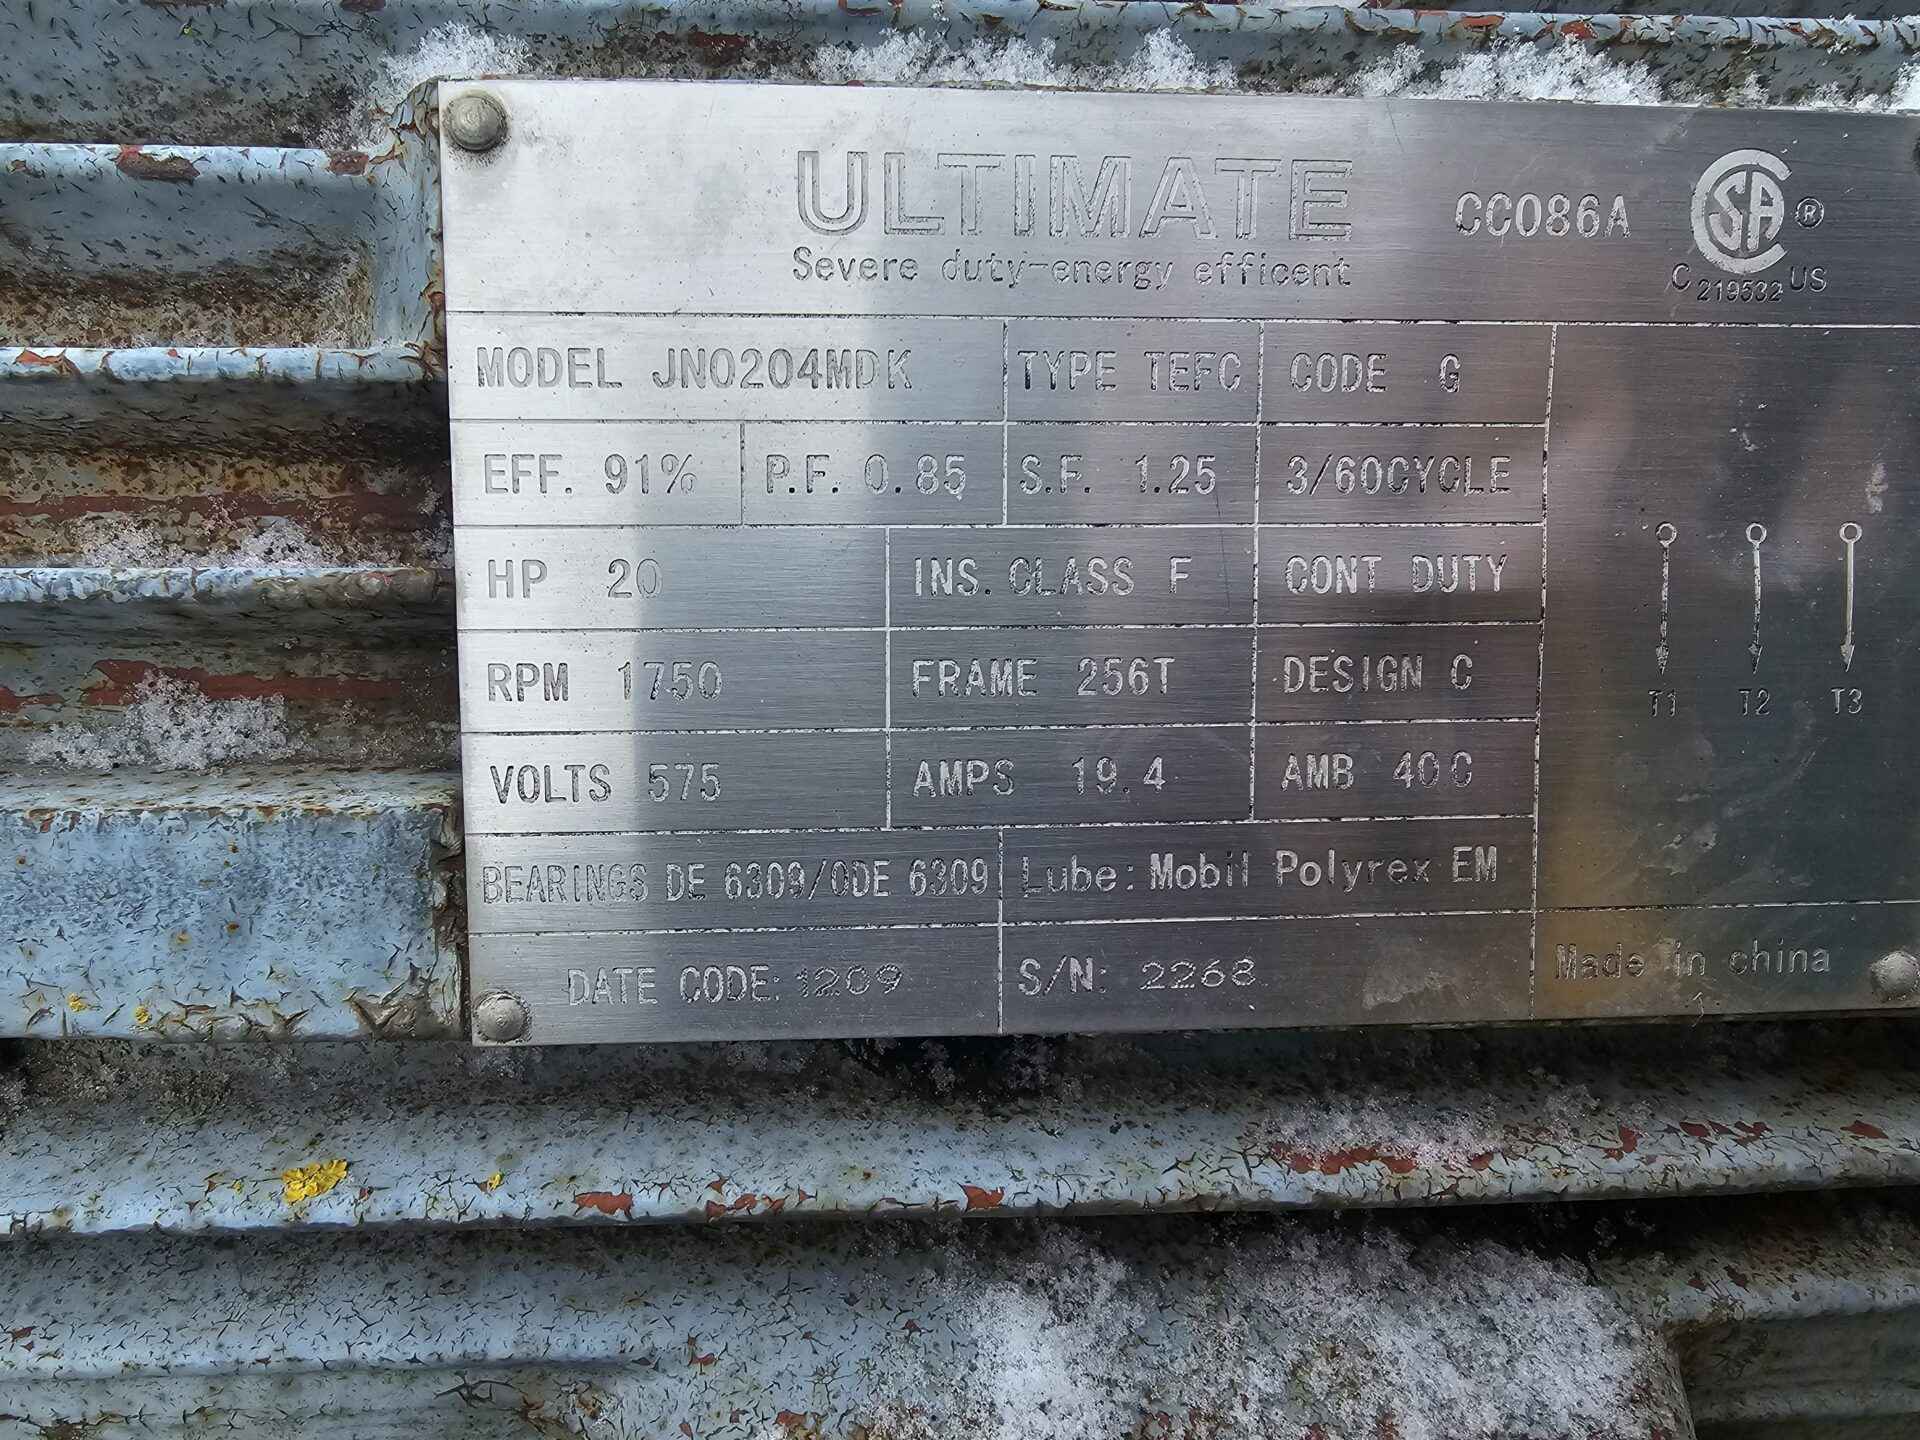 ULTIMATE CC086A CSA ®
Severe duty-energy efficent C 219532 US
MODEL JN0204MDK TYPE TEFC CODE G
EFF. 91% P.F. 0.85 S.F. 1.25 3/60CYCLE
HP 20 INS. CLASS F CONT DUTY
RPM 1750 FRAME 256T DESIGN C
T1 T2 T3
VOLTS 575 AMPS 19.4 AMB 40C
BEARINGS DE 6309/ODE 6309 Lube: Mobil Polyrex EM
DATE CODE: 1209 S/N: 2268 Made in china